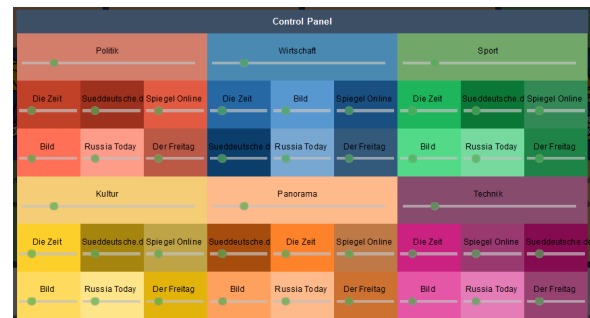 Control Panel
Politik Wirtschaft Sport
Die Zeit Sueddeutsche.d Spiegel Online Die Zeit Bild Spiegel Online Die Zeit Sueddeutsche.d Spiegel Online
Bild Russia Today Der Freitag Sueddeutsche.d Russia Today Der Freitag Bild Russia Today Der Freitag
Kultur Panorama Technik
Die Zeit Sueddeutsche.d Spiegel Online Sueddeutsche.d Die Zeit Spiegel Online Die Zeit Spiegel Online Sueddeutsche.de
Bild Russia Today Der Freitag Bild Russia Today Der Freitag Bild Russia Today Der Freitag